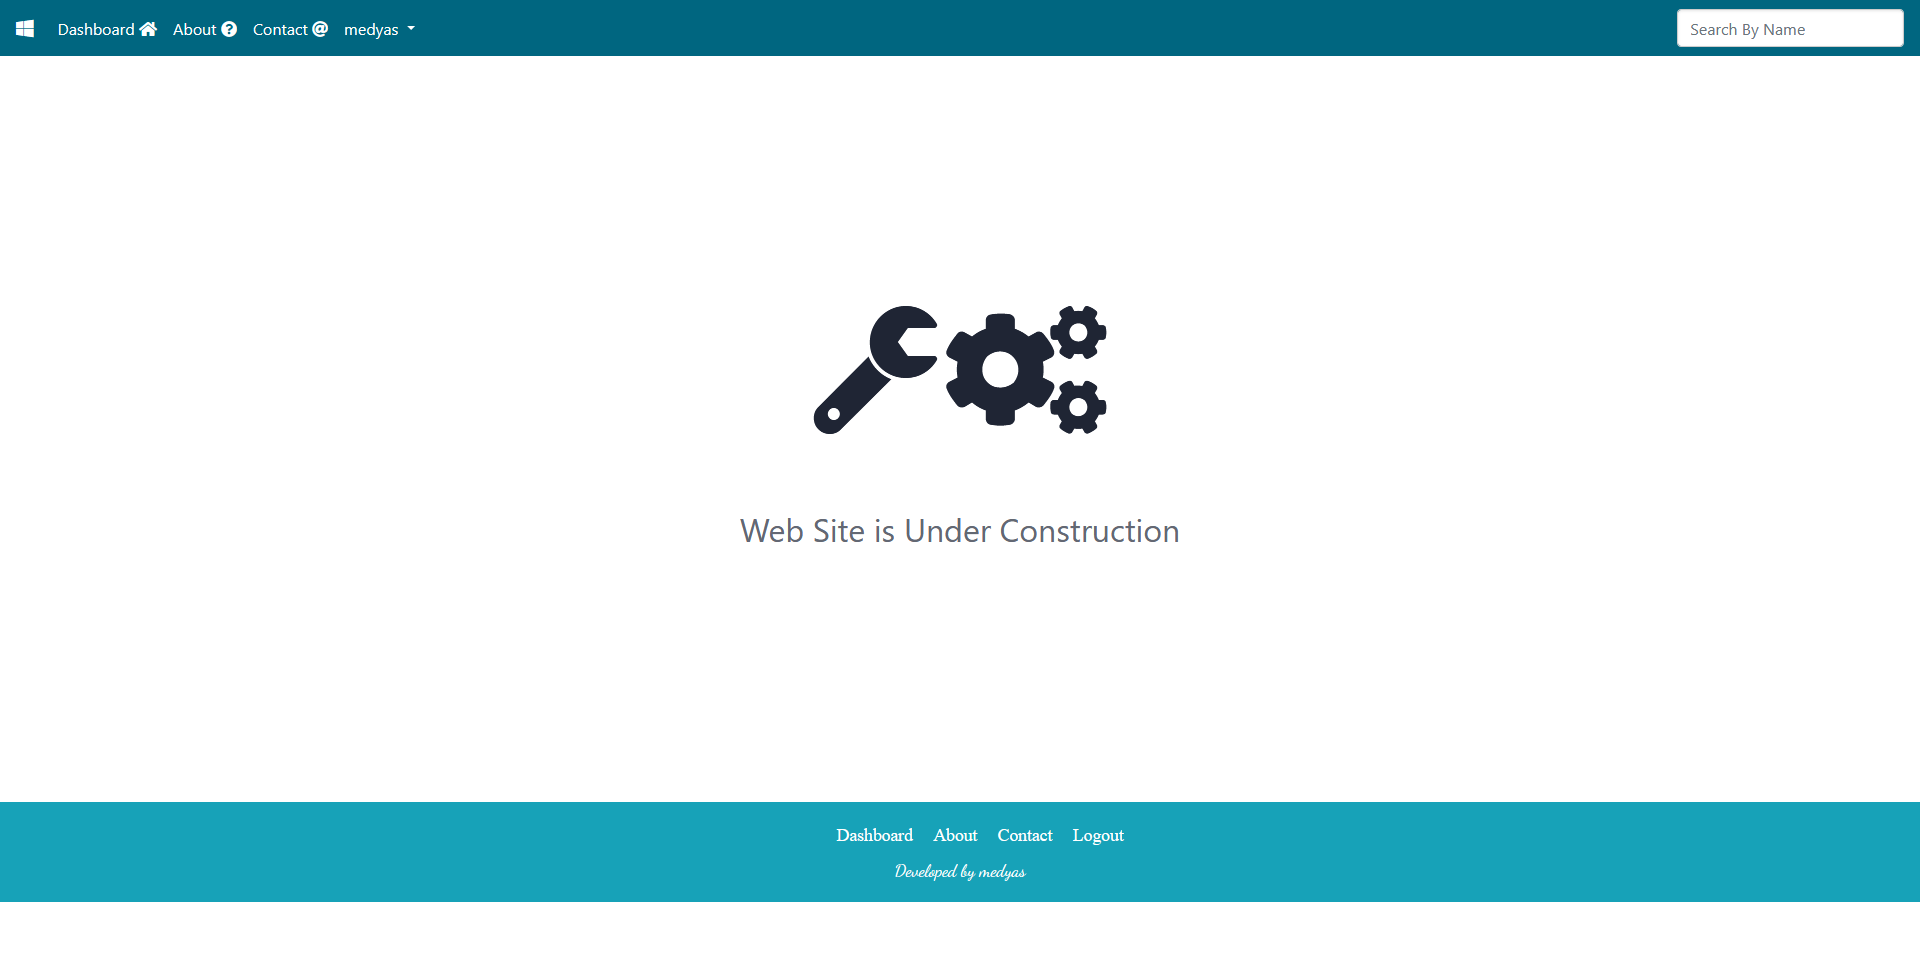 Dashboard About Contact medyas Search By Name
Web Site is Under Construction
Dashboard About Contact Logout
Developed by medyas